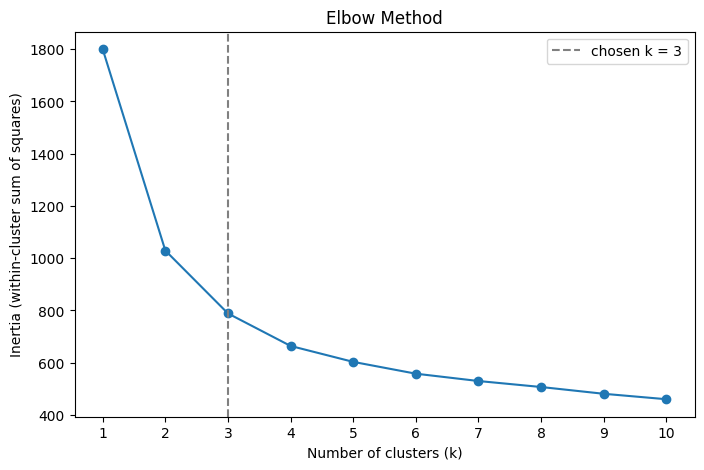 Elbow Method
chosen k = 3
Inertia (within-cluster sum of squares)
1800
1600
1400
1200
1000
800
600
400
1 2 3 4 5 6 7 8 9 10
Number of clusters (k)